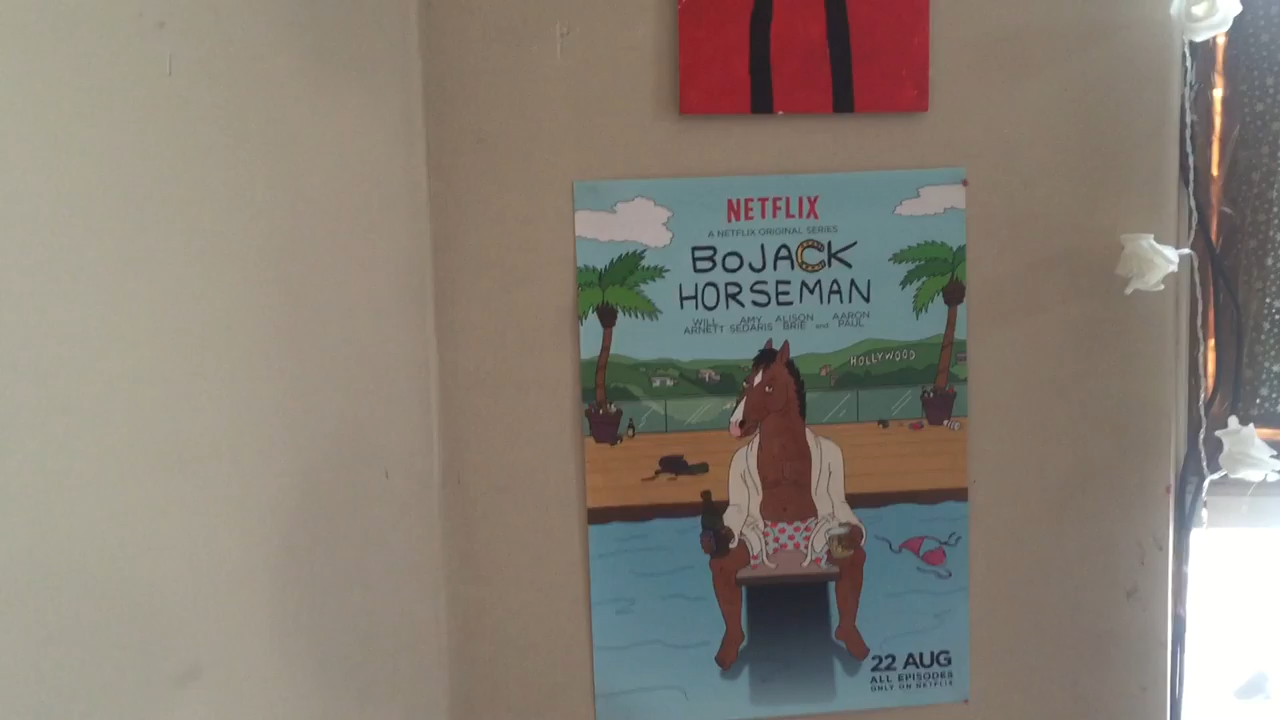 NETFLIX
A NETFLIX ORIGINAL SERIES
BOJACK
HORSEMAN
WILL ARNETT AMY SEDARIS ALISON BRIE and AARON PAUL
HOLLYWOOD
22 AUG
ALL EPISODES
ONLY ON NETFLIX